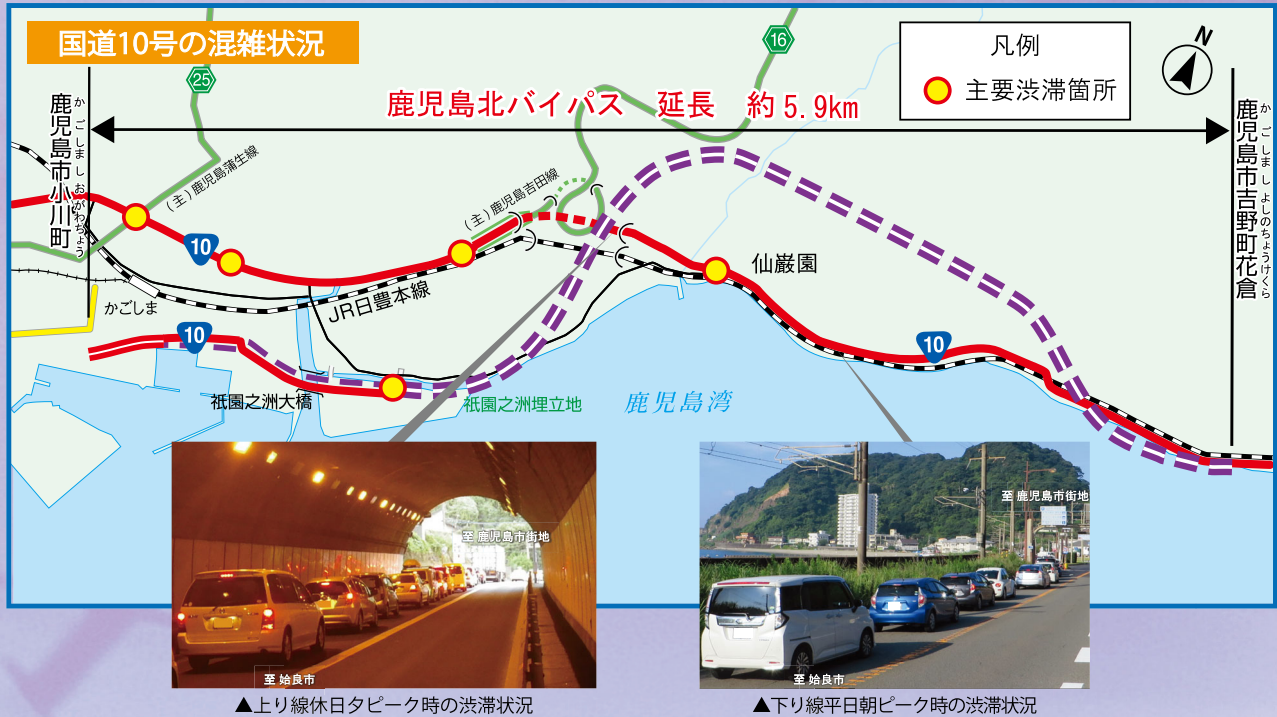 国道10号の混雑状況
25
16
N
凡例
主要渋滞箇所
鹿児島北バイパス 延長 約5.9km
鹿児島市小川町
かごしましおがわちょう
鹿児島市吉野町花倉
かごしましよしのちょうけくら
(主)鹿児島蒲生線
(主)鹿児島吉田線
10
仙巌園
JR日豊本線
かごしま
10
10
祇園之洲大橋
祇園之洲埋立地
鹿児島湾
至 鹿児島市街地
至 姶良市
▲上り線休日夕ピーク時の渋滞状況
至 鹿児島市街地
至 姶良市
▲下り線平日朝ピーク時の渋滞状況